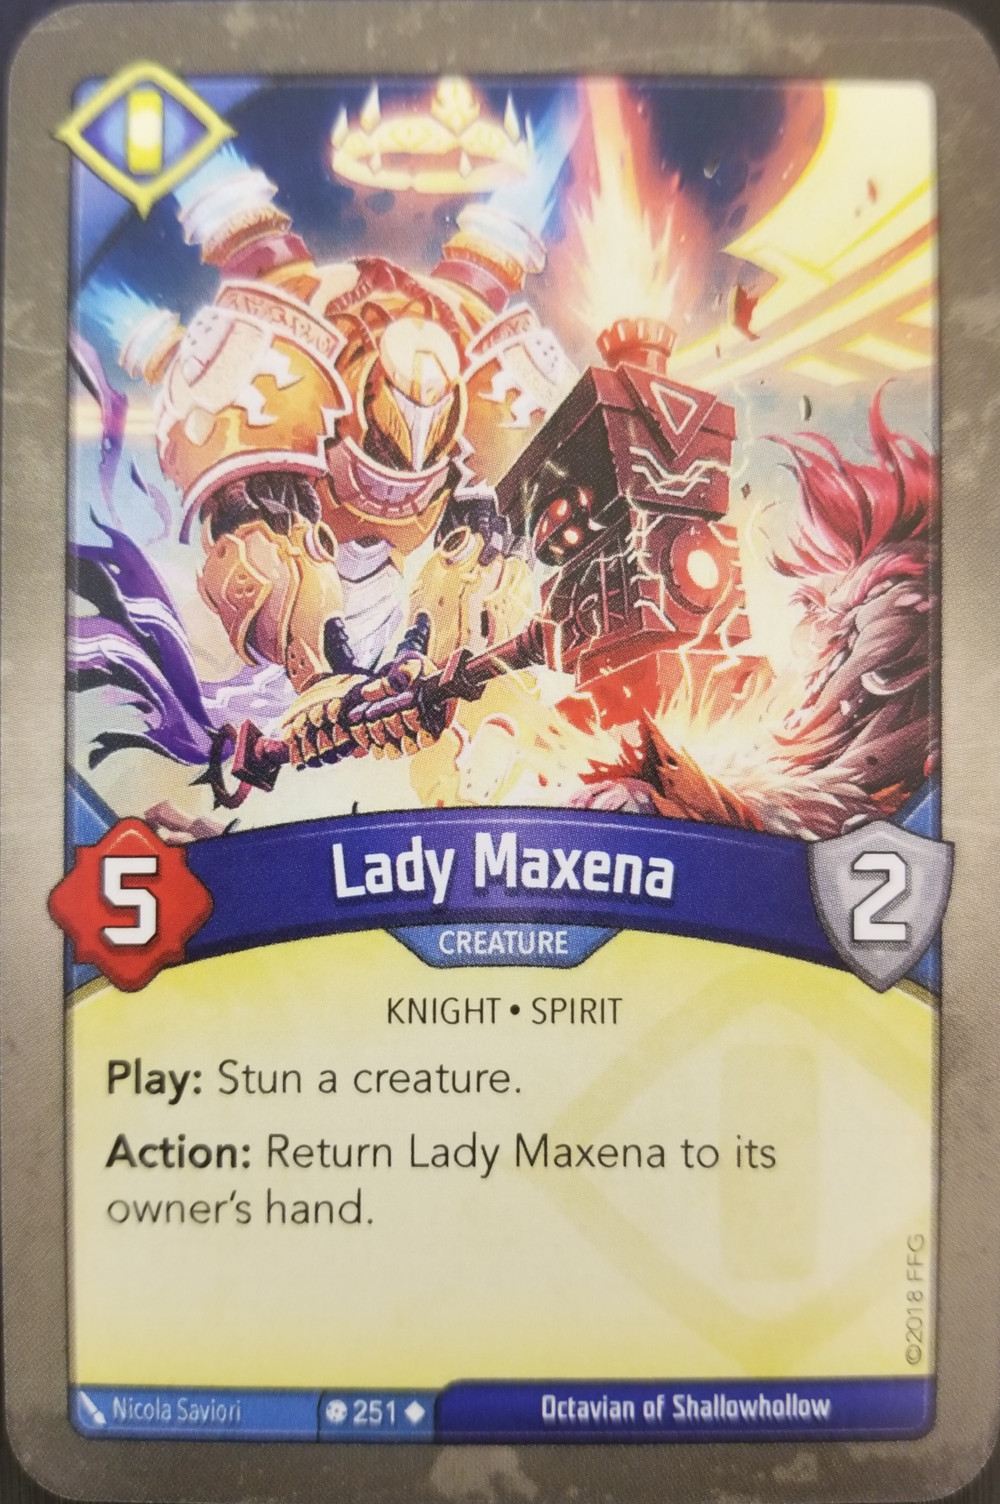 Lady Maxena
5
2
CREATURE
KNIGHT • SPIRIT
Play: Stun a creature.
Action: Return Lady Maxena to its
owner's hand.
©2018 FFG
Nicola Saviori
251
Octavian of Shallowhollow